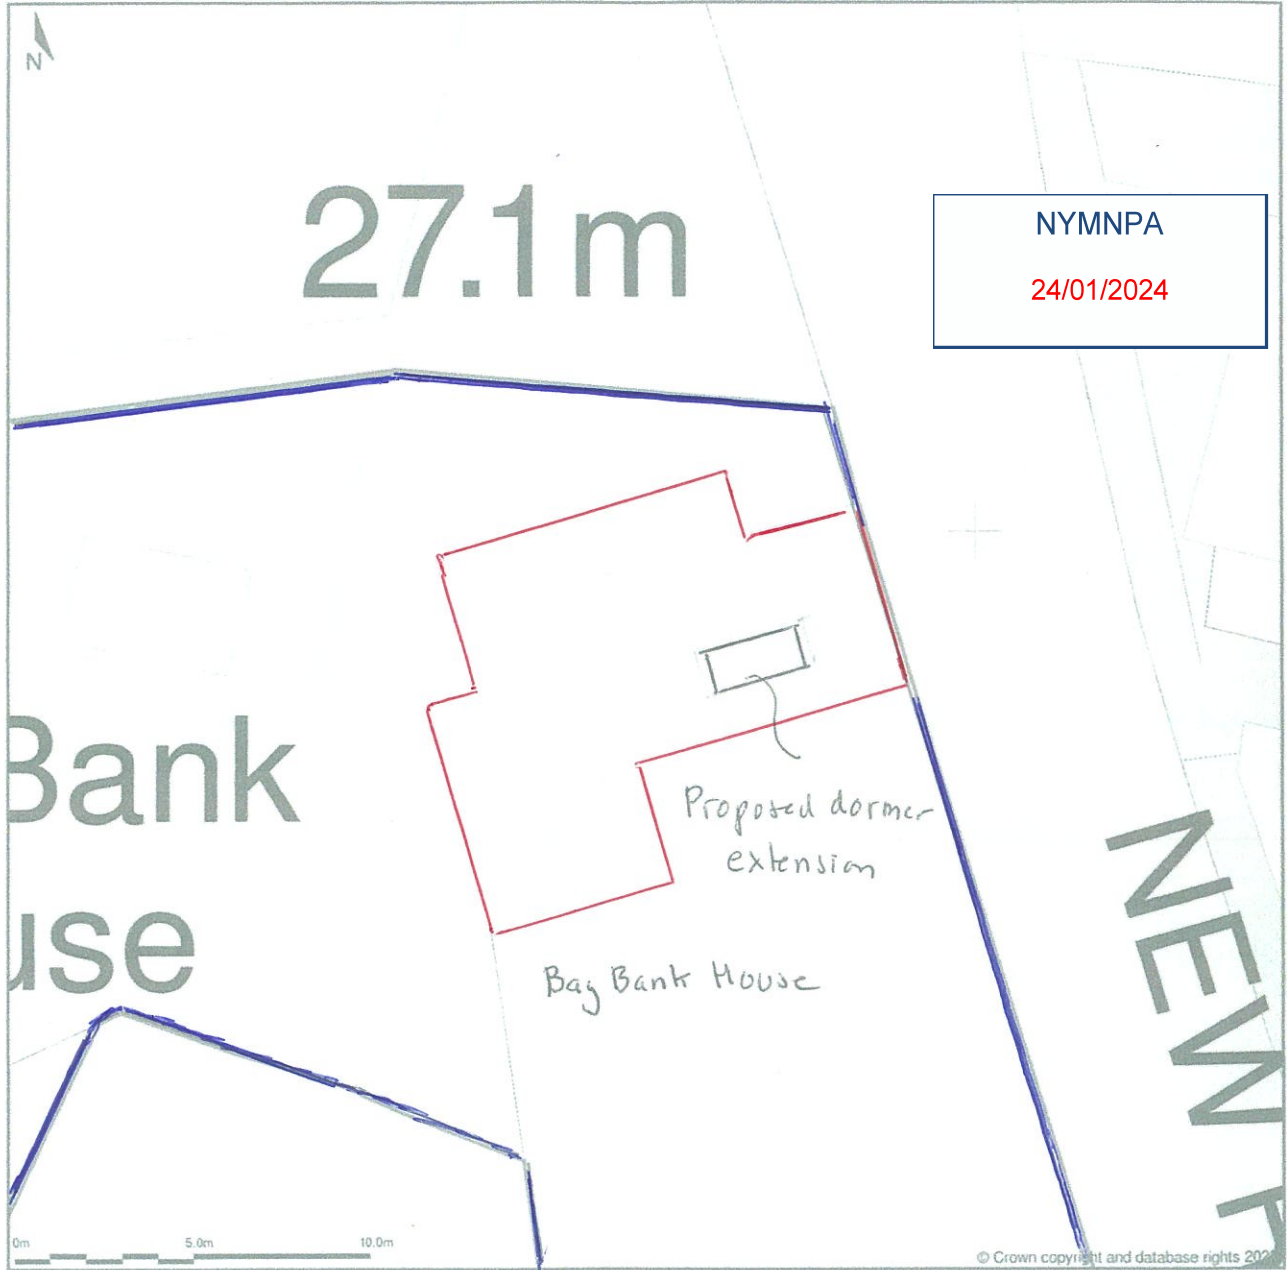 N
27.1m
NYMNPA
24/01/2024
Bank
Proposed dormer
extension
use
Bay Bank House
NEW
0m 5.0m 10.0m
© Crown copyright and database rights